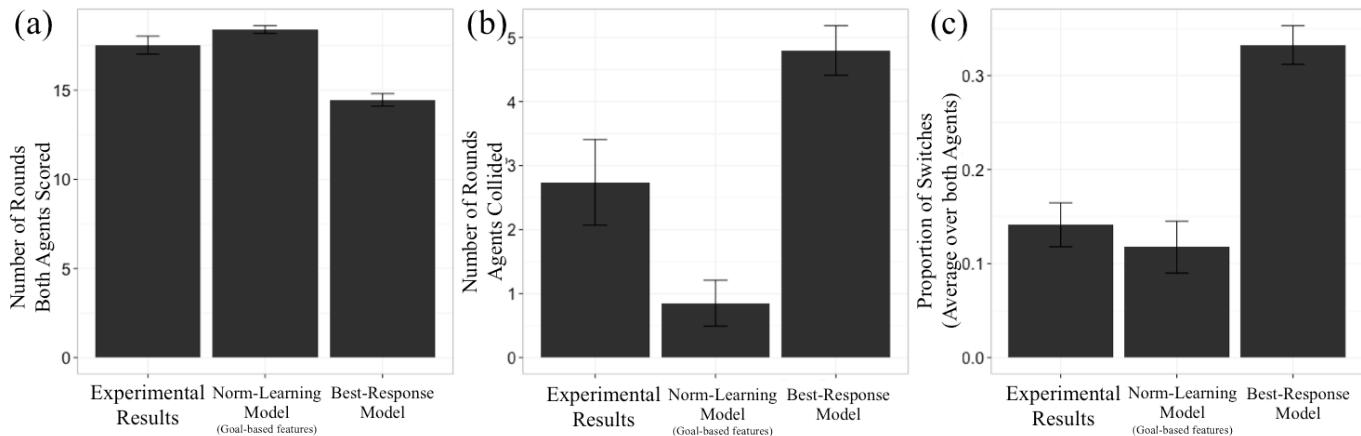 (a)
Number of Rounds
Both Agents Scored
15
10
5
0
Experimental
Results
Norm-Learning
Model
(Goal-based features)
Best-Response
Model
(b)
Number of Rounds
Agents Collided
5
4
3
2
1
0
Experimental
Results
Norm-Learning
Model
(Goal-based features)
Best-Response
Model
(c)
Proportion of Switches
(Average over both Agents)
0.3
0.1
0.0
Experimental
Results
Norm-Learning
Model
(Goal-based features)
Best-Response
Model